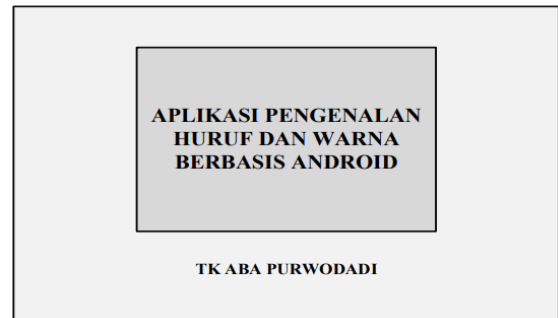 APLIKASI PENGENALAN
HURUF DAN WARNA
BERBASIS ANDROID
TK ABA PURWODADI